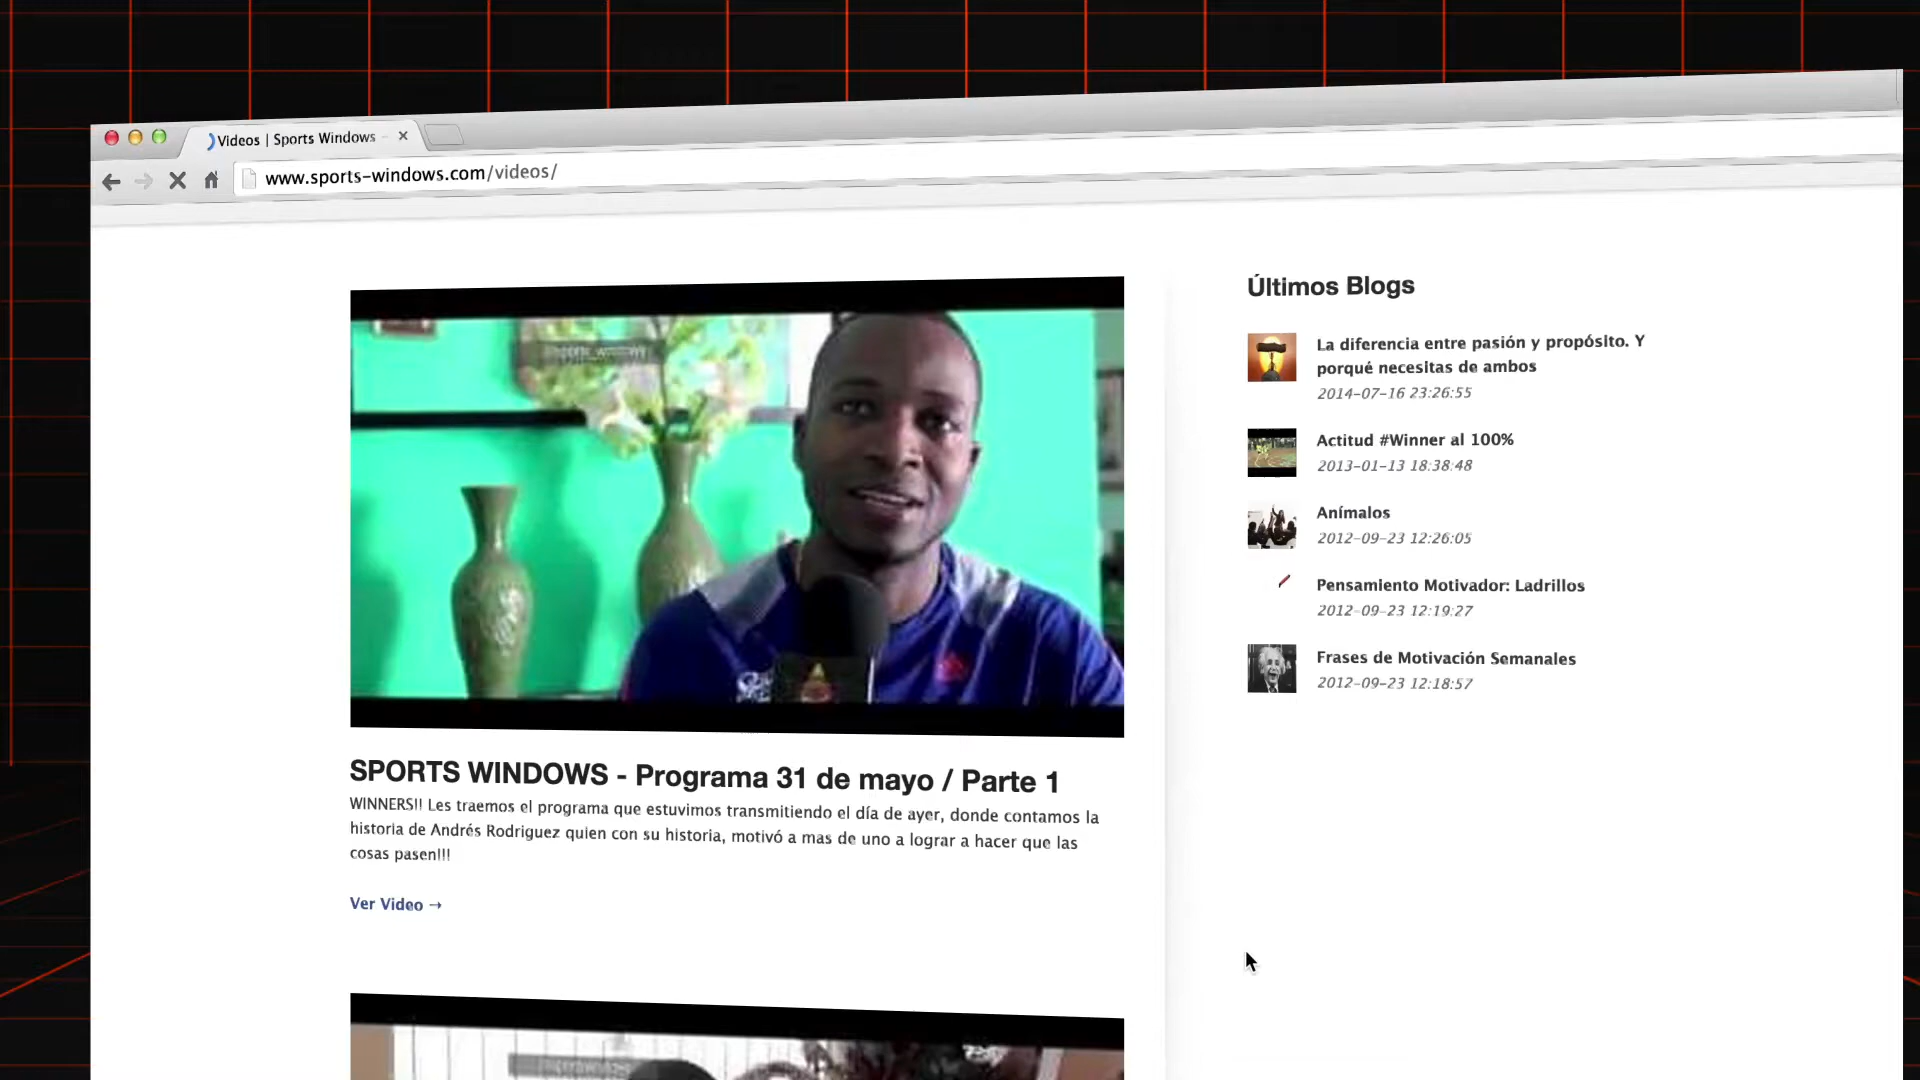 Videos | Sports Windows
www.sports-windows.com/videos/
Últimos Blogs
La diferencia entre pasión y propósito. Y
porqué necesitas de ambos
2014-07-16 23:26:55
Actitud #Winner al 100%
2013-01-13 18:38:48
Anímalos
2012-09-23 12:26:05
Pensamiento Motivador: Ladrillos
2012-09-23 12:19:27
Frases de Motivación Semanales
2012-09-23 12:18:57
SPORTS WINDOWS - Programa 31 de mayo / Parte 1
WINNERS!! Les traemos el programa que estuvimos transmitiendo el día de ayer, donde contamos la
historia de Andrés Rodriguez quien con su historia, motivó a mas de uno a lograr a hacer que las
cosas pasen!!!
Ver Video →